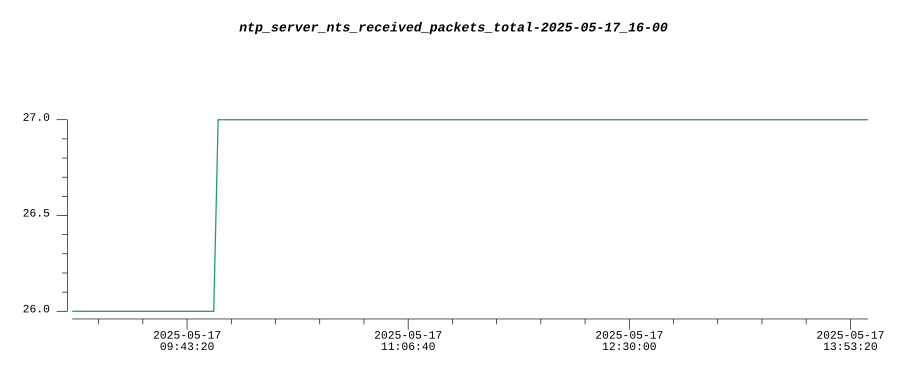 ntp_server_nts_received_packets_total-2025-05-17_16-00
27.0
26.5
26.0
2025-05-17 2025-05-17 2025-05-17 2025-05-17
09:43:20 11:06:40 12:30:00 13:53:20